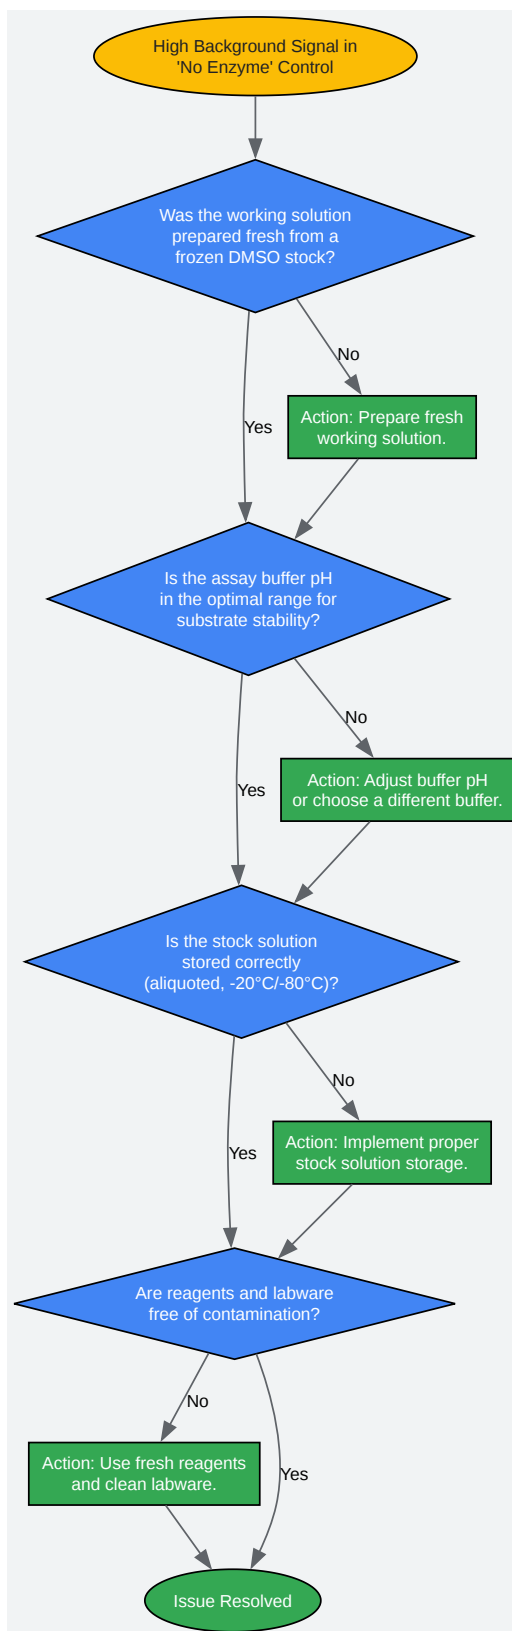 High Background Signal in
'No Enzyme' Control
Was the working solution
prepared fresh from a
frozen DMSO stock?
No
Action: Prepare fresh
working solution.
Yes
Is the assay buffer pH
in the optimal range for
substrate stability?
No
Action: Adjust buffer pH
or choose a different buffer.
Yes
Is the stock solution
stored correctly
(aliquoted, -20°C/-80°C)?
No
Action: Implement proper
stock solution storage.
Yes
Are reagents and labware
free of contamination?
No
Action: Use fresh reagents
and clean labware.
Yes
Issue Resolved